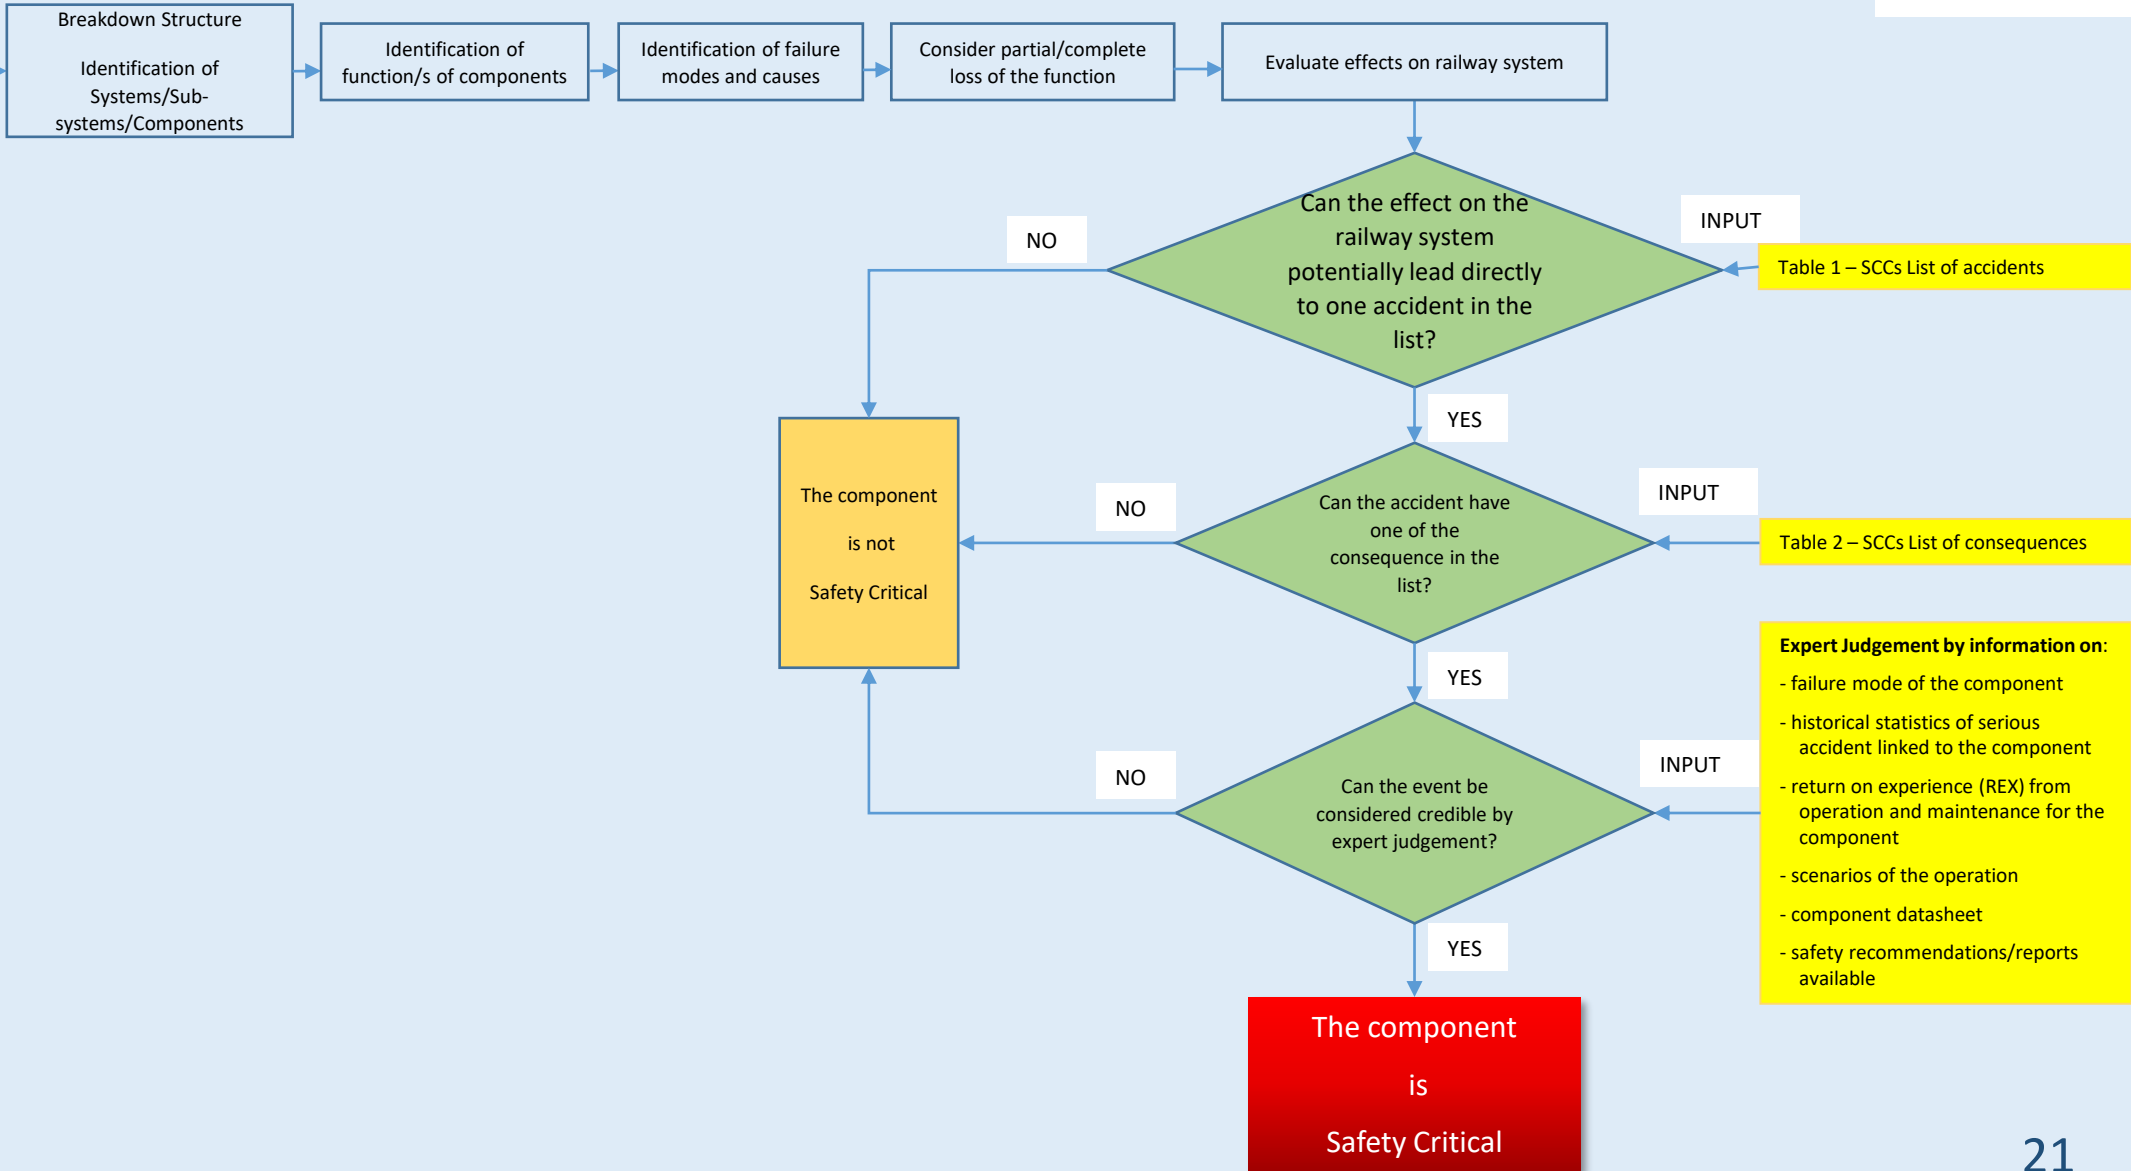 Breakdown Structure
Identification of
Systems/Sub-
systems/Components
Identification of
function/s of components
Identification of failure
modes and causes
Consider partial/complete
loss of the function
Evaluate effects on railway system
Can the effect on the
railway system
potentially lead directly
to one accident in the
list?
NO
INPUT
Table 1 – SCCs List of accidents
YES
The component
is not
Safety Critical
NO
Can the accident have
one of the
consequence in the
list?
INPUT
Table 2 – SCCs List of consequences
YES
NO
Can the event be
considered credible by
expert judgement?
INPUT
Expert Judgement by information on:
- failure mode of the component
- historical statistics of serious
accident linked to the component
- return on experience (REX) from
operation and maintenance for the
component
- scenarios of the operation
- component datasheet
- safety recommendations/reports
available
YES
The component
is
Safety Critical
21